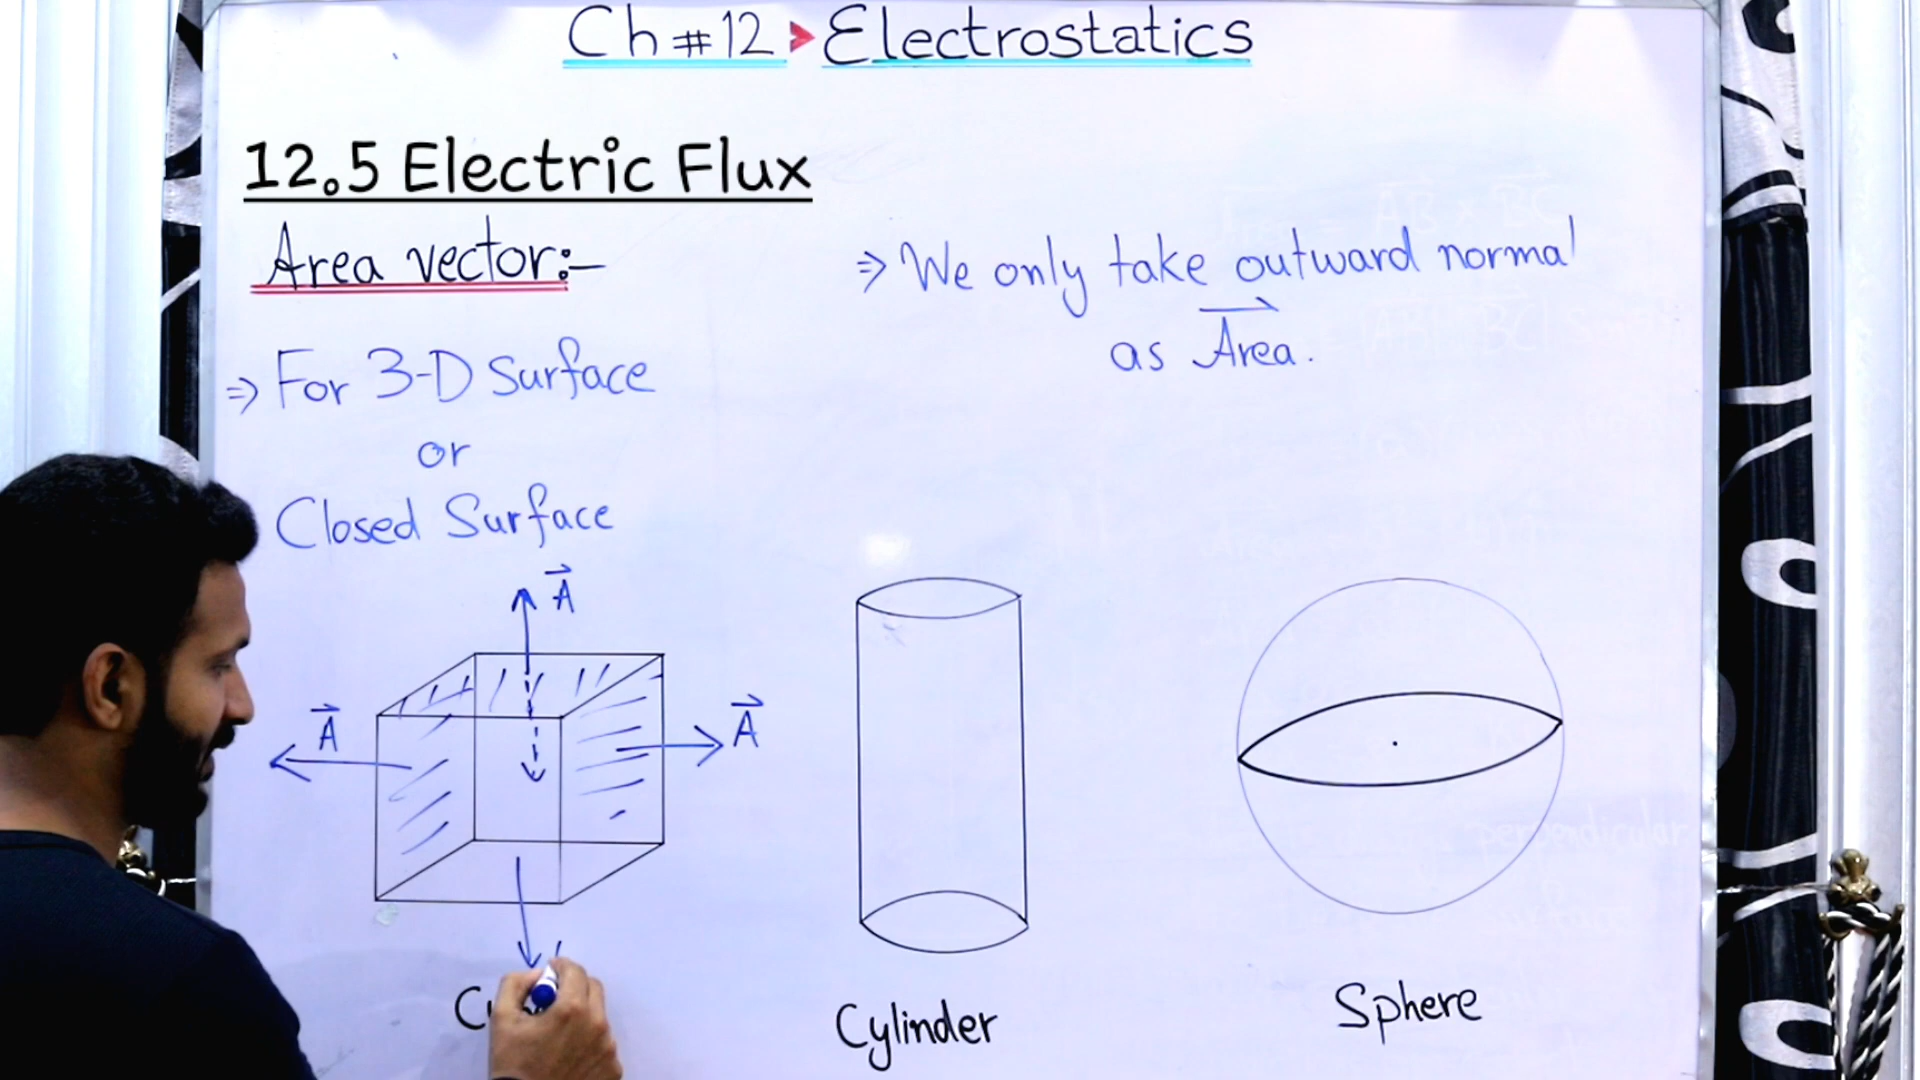 Ch # 12 ➤ Electrostatics
12.5 Electric Flux
Area vector:-
⇒ We only take outward normal
as Area.
⇒ For 3-D Surface
or
Closed Surface
A
A
A
Cylinder
Sphere